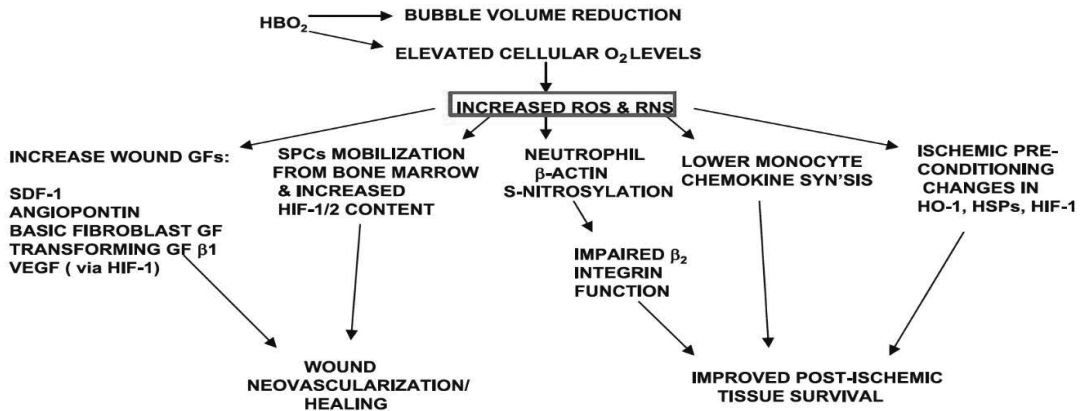 HBO₂
BUBBLE VOLUME REDUCTION
ELEVATED CELLULAR O₂ LEVELS
INCREASED ROS & RNS
INCREASE WOUND GFs:
SDF-1
ANGIOPONTIN
BASIC FIBROBLAST GF
TRANSFORMING GF β1
VEGF ( via HIF-1)
SPCs MOBILIZATION
FROM BONE MARROW
& INCREASED
HIF-1/2 CONTENT
NEUTROPHIL
β-ACTIN
S-NITROSYLATION
LOWER MONOCYTE
CHEMOKINE SYN'SIS
ISCHEMIC PRE-
CONDITIONING
CHANGES IN
HO-1, HSPs, HIF-1
IMPAIRED β₂
INTEGRIN
FUNCTION
WOUND
NEOVASCULARIZATION/
HEALING
IMPROVED POST-ISCHEMIC
TISSUE SURVIVAL